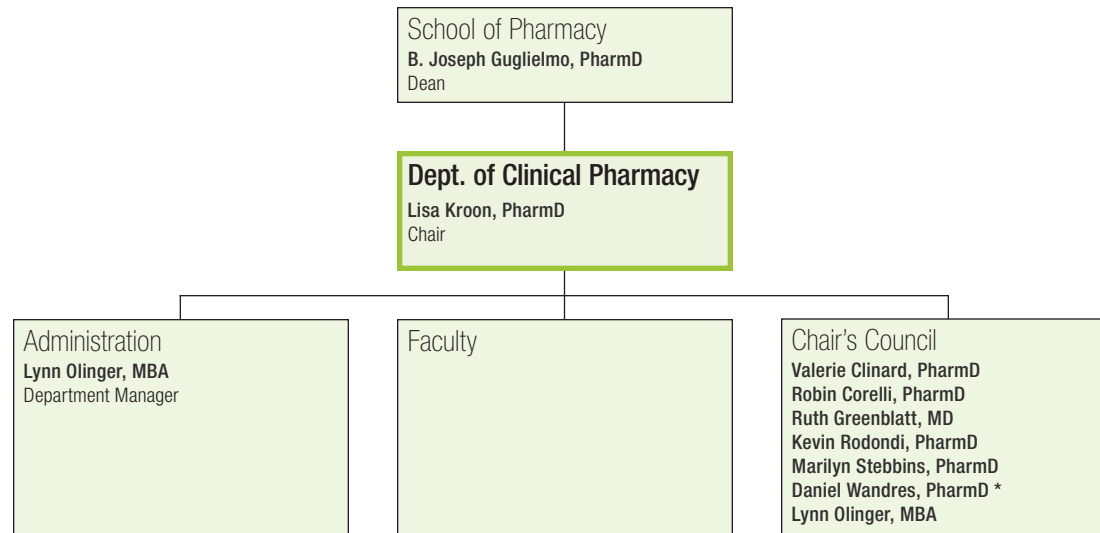 School of Pharmacy
B. Joseph Guglielmo, PharmD
Dean
Dept. of Clinical Pharmacy
Lisa Kroon, PharmD
Chair
Administration
Lynn Olinger, MBA
Department Manager
Faculty
Chair's Council
Valerie Clinard, PharmD
Robin Corelli, PharmD
Ruth Greenblatt, MD
Kevin Rodondi, PharmD
Marilyn Stebbins, PharmD
Daniel Wandres, PharmD *
Lynn Olinger, MBA